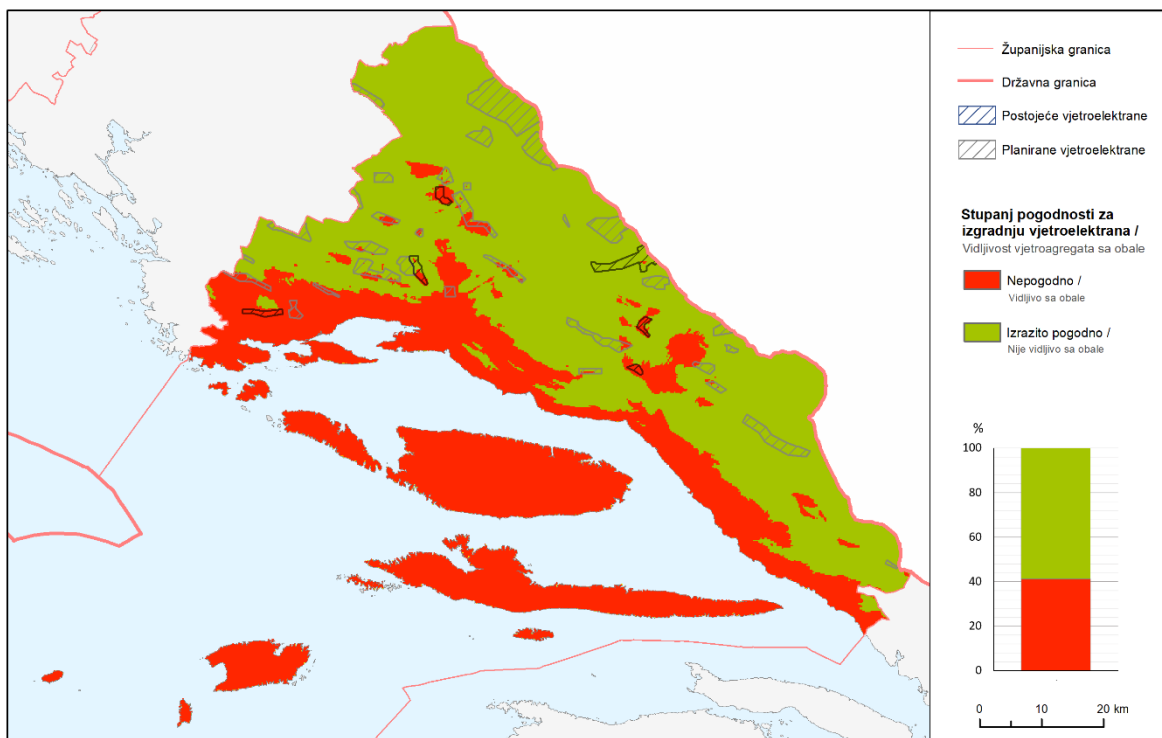 Županijska granica
Državna granica
Postojeće vjetroelektrane
Planirane vjetroelektrane
Stupanj pogodnosti za
izgradnju vjetroelektrana /
Vidljivost vjetroagregata sa obale
Nepogodno /
Vidljivo sa obale
Izrazito pogodno /
Nije vidljivo sa obale
%
100
80
60
40
20
0
0 10 20 km